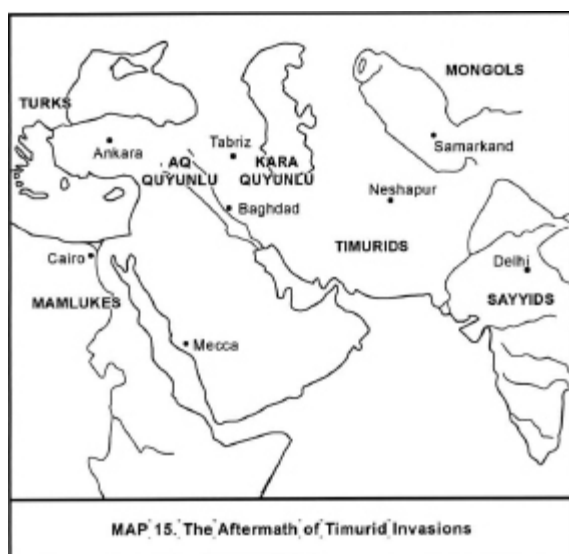 MONGOLS
TURKS
Ankara
Tabriz
Samarkand
AQ
QUYUNLU
KARA
QUYUNLU
Neshapur
Baghdad
Cairo
TIMURIDS
Delhi
MAMLUKES
SAYYIDS
Mecca
MAP 15. The Aftermath of Timurid Invasions